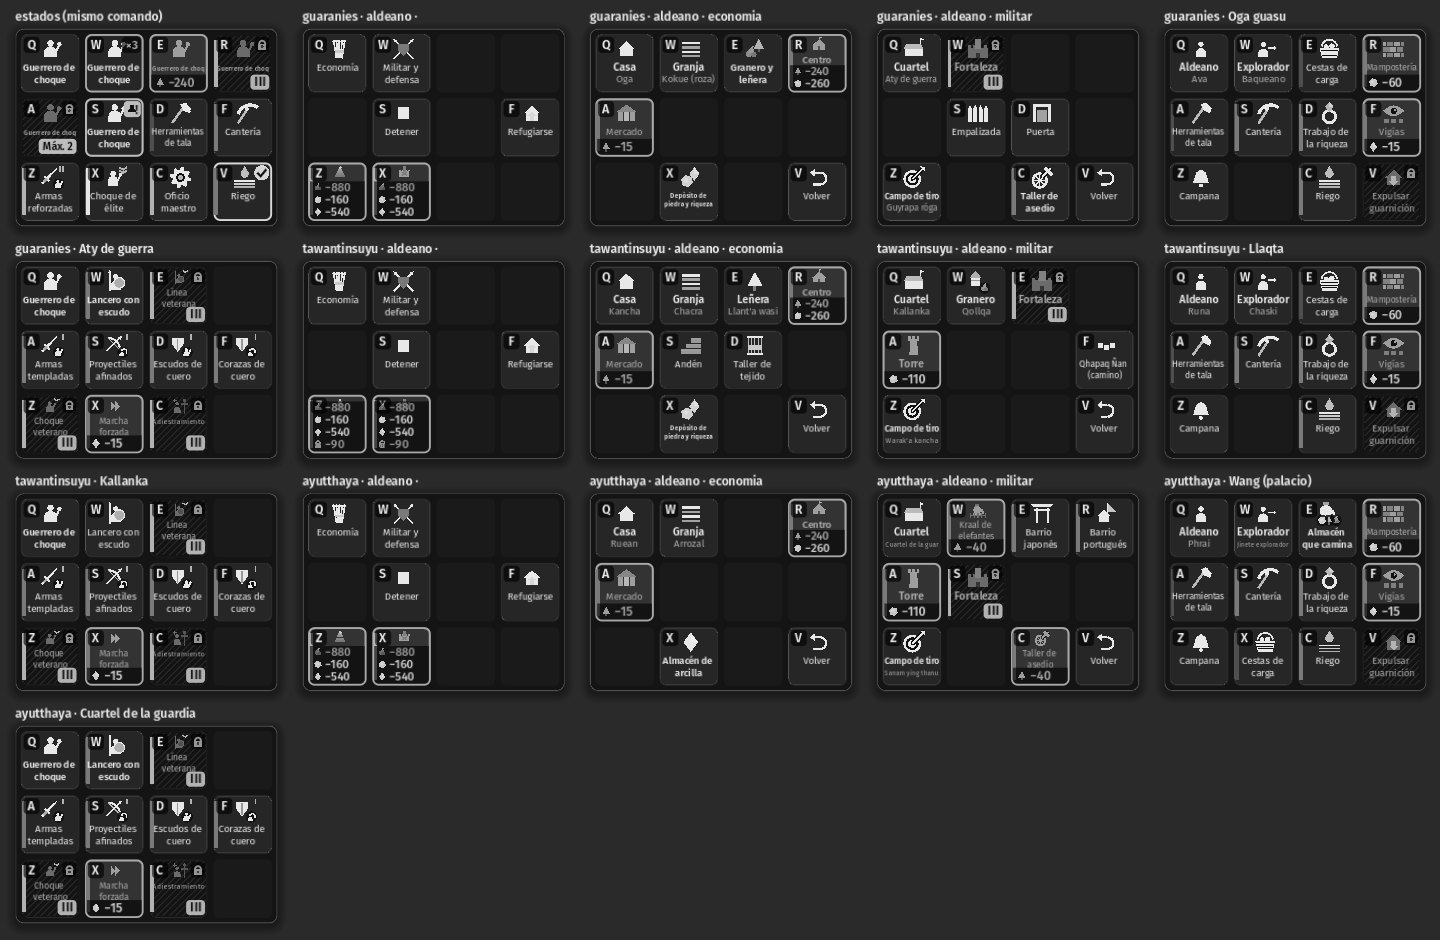 estados (mismo comando)
Q
Guerrero de
choque
W
×3
Guerrero de
choque
E
Guerrero de choq
−240
R
Guerrero de choq
III
A
Guerrero de choq
Máx. 2
S
Guerrero de
choque
D
Herramientas
de tala
F
Cantería
Z
Armas
reforzadas
X
Choque de
élite
C
Oficio
maestro
V
Riego
guaranies · aldeano ·
Q
Economía
W
Militar y
defensa
S
Detener
F
Refugiarse
Z
−880
−160
−540
X
−880
−160
−540
guaranies · aldeano · economia
Q
Casa
Oga
W
Granja
Kokue (roza)
E
Granero y
leñera
R
Centro
−240
−260
A
Mercado
−15
X
Depósito de
piedra y riqueza
V
Volver
guaranies · aldeano · militar
Q
Cuartel
Aty de guerra
W
Fortaleza
III
S
Empalizada
D
Puerta
Z
Campo de tiro
Guyrapa róga
C
Taller de
asedio
V
Volver
guaranies · Oga guasu
Q
Aldeano
Ava
W
Explorador
Baqueano
E
Cestas de
carga
R
Mampostería
−60
A
Herramientas
de tala
S
Cantería
D
Trabajo de
la riqueza
F
Vigías
−15
Z
Campana
C
Riego
V
Expulsar
guarnición
guaranies · Aty de guerra
Q
Guerrero de
choque
W
Lancero con
escudo
E
Línea
veterana
III
A
Armas
templadas
S
Proyectiles
afinados
D
Escudos de
cuero
F
Corazas de
cuero
Z
Choque
veterano
III
X
Marcha
forzada
−15
C
Adiestramiento
III
tawantinsuyu · aldeano ·
Q
Economía
W
Militar y
defensa
S
Detener
F
Refugiarse
Z
−880
−160
−540
−90
X
−880
−160
−540
−90
tawantinsuyu · aldeano · economia
Q
Casa
Kancha
W
Granja
Chacra
E
Leñera
Llant'a wasi
R
Centro
−240
−260
A
Mercado
−15
S
Andén
D
Taller de
tejido
X
Depósito de
piedra y riqueza
V
Volver
tawantinsuyu · aldeano · militar
Q
Cuartel
Kallanka
W
Granero
Qollqa
E
Fortaleza
III
A
Torre
−110
F
Qhapaq Ñan
(camino)
Z
Campo de tiro
Warak'a kancha
V
Volver
tawantinsuyu · Llaqta
Q
Aldeano
Runa
W
Explorador
Chaski
E
Cestas de
carga
R
Mampostería
−60
A
Herramientas
de tala
S
Cantería
D
Trabajo de
la riqueza
F
Vigías
−15
Z
Campana
C
Riego
V
Expulsar
guarnición
tawantinsuyu · Kallanka
Q
Guerrero de
choque
W
Lancero con
escudo
E
Línea
veterana
III
A
Armas
templadas
S
Proyectiles
afinados
D
Escudos de
cuero
F
Corazas de
cuero
Z
Choque
veterano
III
X
Marcha
forzada
−15
C
Adiestramiento
III
ayutthaya · aldeano ·
Q
Economía
W
Militar y
defensa
S
Detener
F
Refugiarse
Z
−880
−160
−540
X
−880
−160
−540
ayutthaya · aldeano · economia
Q
Casa
Ruean
W
Granja
Arrozal
R
Centro
−240
−260
A
Mercado
−15
X
Almacén de
arcilla
V
Volver
ayutthaya · aldeano · militar
Q
Cuartel
Cuartel de la guar
W
Kraal de
elefantes
−40
E
Barrio
japonés
R
Barrio
portugués
A
Torre
−110
S
Fortaleza
III
Z
Campo de tiro
Sanam ying thanu
C
Taller de
asedio
−40
V
Volver
ayutthaya · Wang (palacio)
Q
Aldeano
Phrai
W
Explorador
Jinete explorador
E
Almacén
que camina
R
Mampostería
−60
A
Herramientas
de tala
S
Cantería
D
Trabajo de
la riqueza
F
Vigías
−15
Z
Campana
X
Cestas de
carga
C
Riego
V
Expulsar
guarnición
ayutthaya · Cuartel de la guardia
Q
Guerrero de
choque
W
Lancero con
escudo
E
Línea
veterana
III
A
Armas
templadas
S
Proyectiles
afinados
D
Escudos de
cuero
F
Corazas de
cuero
Z
Choque
veterano
III
X
Marcha
forzada
−15
C
Adiestramiento
III